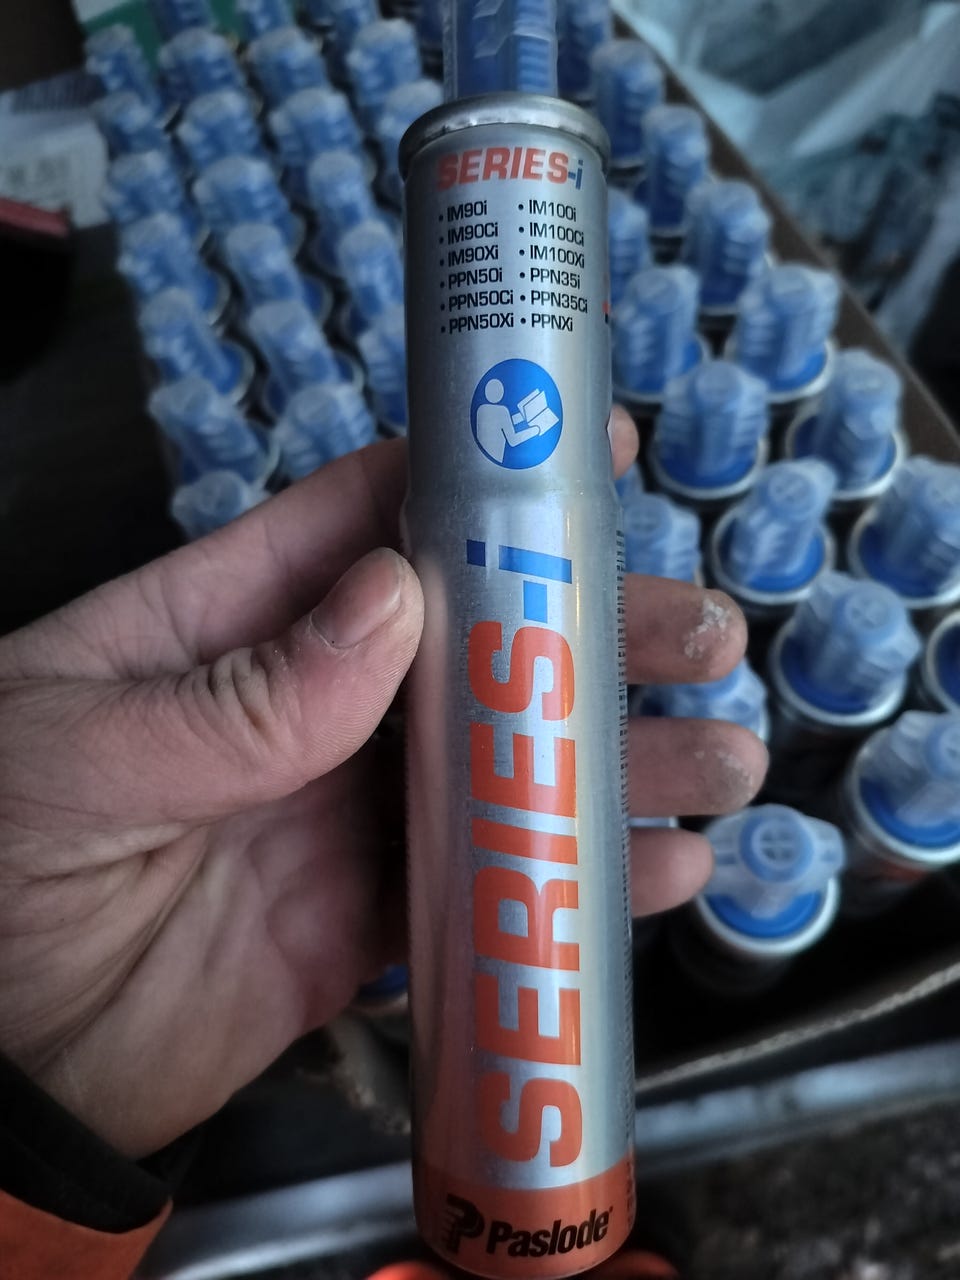 SERIES-i
• IM90i • IM100i
• IM90Ci • IM100Ci
• IM90Xi • IM100Xi
• PPN50i • PPN35i
• PPN50Ci • PPN35Ci
• PPN50Xi • PPNXi
SERIES-i
Paslode